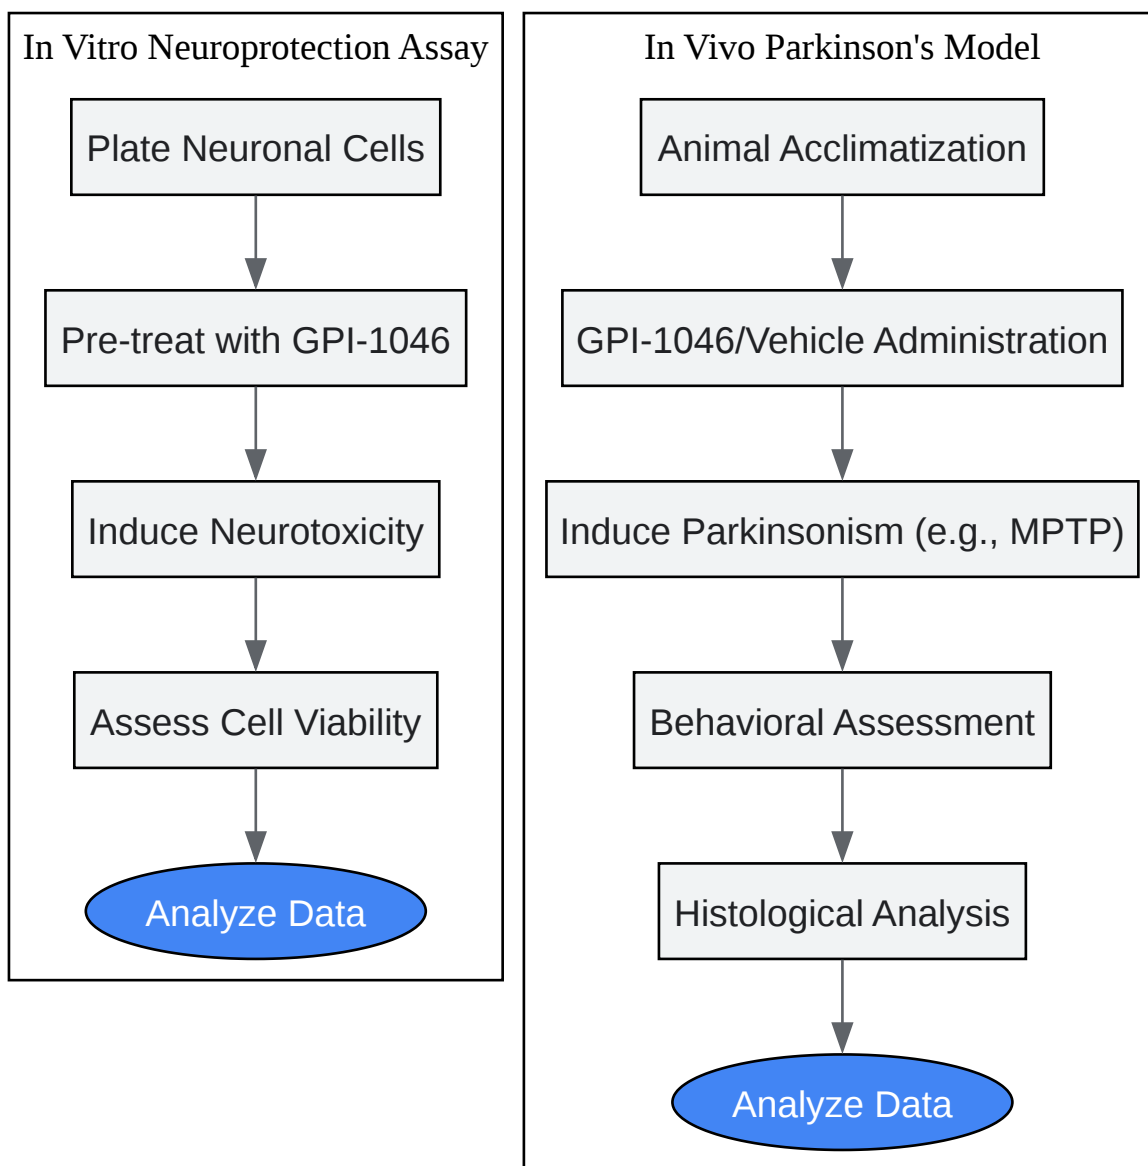 In Vitro Neuroprotection Assay
Plate Neuronal Cells
Pre-treat with GPI-1046
Induce Neurotoxicity
Assess Cell Viability
Analyze Data
In Vivo Parkinson's Model
Animal Acclimatization
GPI-1046/Vehicle Administration
Induce Parkinsonism (e.g., MPTP)
Behavioral Assessment
Histological Analysis
Analyze Data